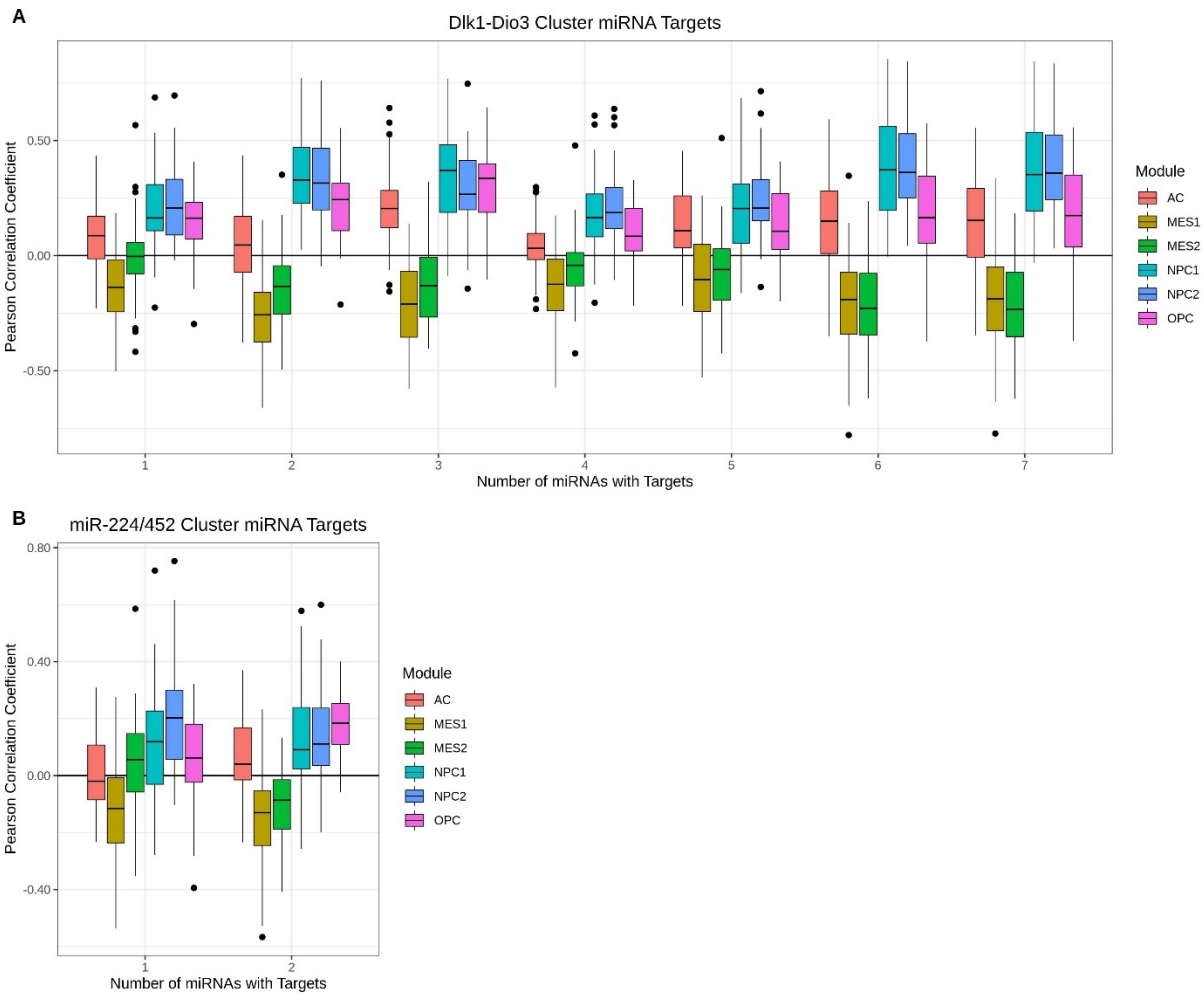 A
Dlk1-Dio3 Cluster miRNA Targets
Pearson Correlation Coefficient
0.50
0.00
-0.50
1 2 3 4 5 6 7
Number of miRNAs with Targets
Module
AC
MES1
MES2
NPC1
NPC2
OPC
B
miR-224/452 Cluster miRNA Targets
Pearson Correlation Coefficient
0.80
0.40
0.00
-0.40
1 2
Number of miRNAs with Targets
Module
AC
MES1
MES2
NPC1
NPC2
OPC